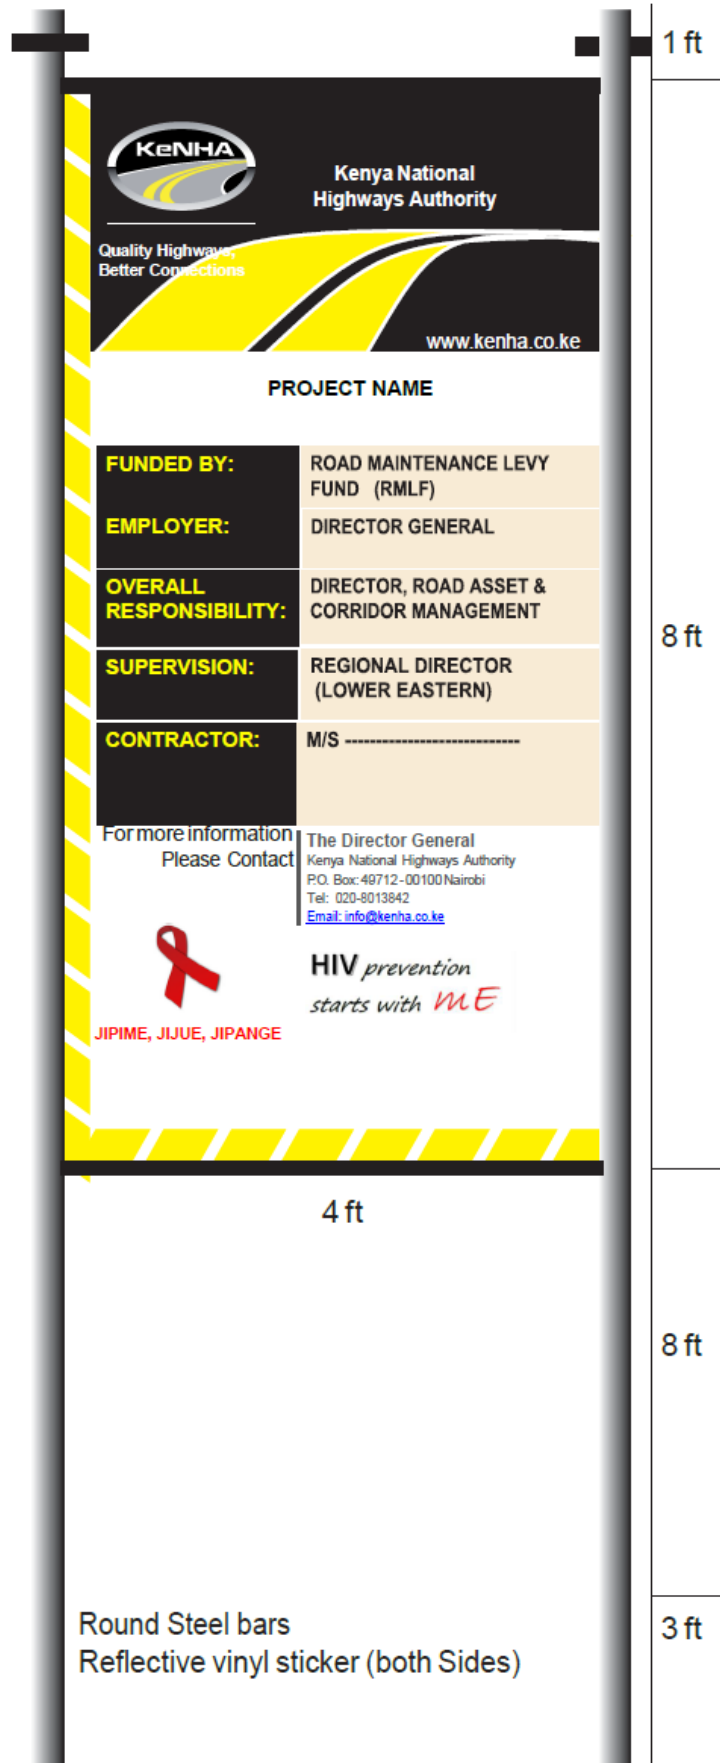 1 ft
KeNHA
Kenya National
Highways Authority
Quality Highways,
Better Connections
www.kenha.co.ke
PROJECT NAME
FUNDED BY:
ROAD MAINTENANCE LEVY
FUND (RMLF)
EMPLOYER:
DIRECTOR GENERAL
OVERALL
RESPONSIBILITY:
DIRECTOR, ROAD ASSET &
CORRIDOR MANAGEMENT
8 ft
SUPERVISION:
REGIONAL DIRECTOR
(LOWER EASTERN)
CONTRACTOR:
M/S ----------------------------
For more information
Please Contact
The Director General
Kenya National Highways Authority
P.O. Box: 49712-00100 Nairobi
Tel: 020-8013842
Email: info@kenha.co.ke
HIV prevention
starts with ME
JIPIME, JIJUE, JIPANGE
4 ft
8 ft
Round Steel bars
Reflective vinyl sticker (both Sides)
3 ft